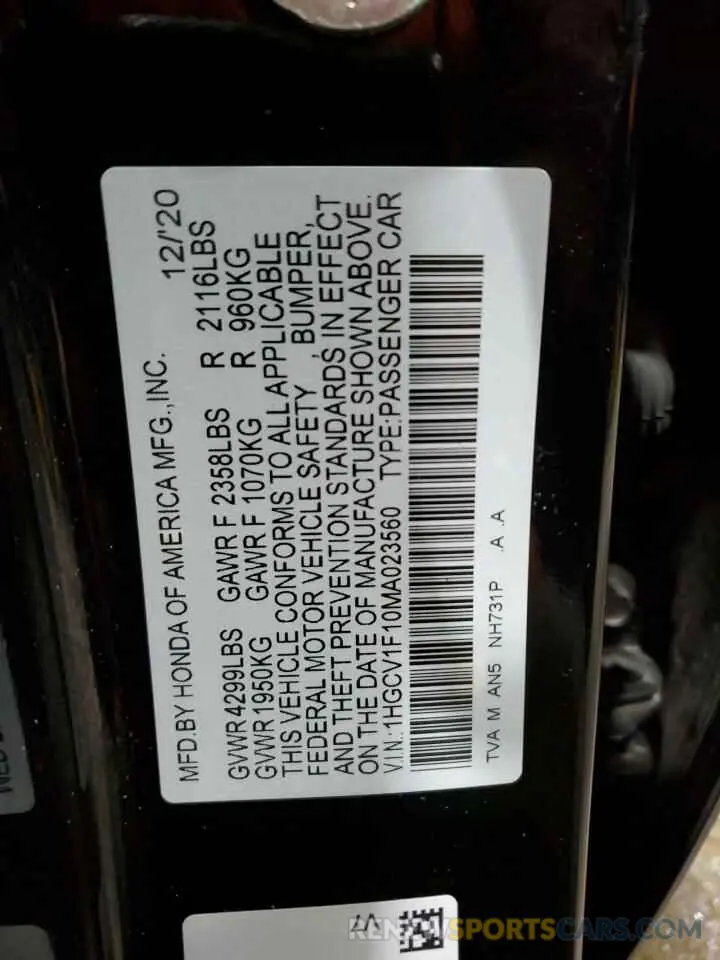 MFD.BY HONDA OF AMERICA MFG.,INC. 12/'20
GVWR 4299LBS GAWR F 2358LBS R 2116LBS
GVWR 1950KG GAWR F 1070KG R 960KG
THIS VEHICLE CONFORMS TO ALL APPLICABLE
FEDERAL MOTOR VEHICLE SAFETY , BUMPER,
AND THEFT PREVENTION STANDARDS IN EFFECT
ON THE DATE OF MANUFACTURE SHOWN ABOVE.
V.I.N.:1HGCV1F10MA023560 TYPE:PASSENGER CAR
TVA M AN5 NH731P .A .A
RENEWSPORTSCARS.COM